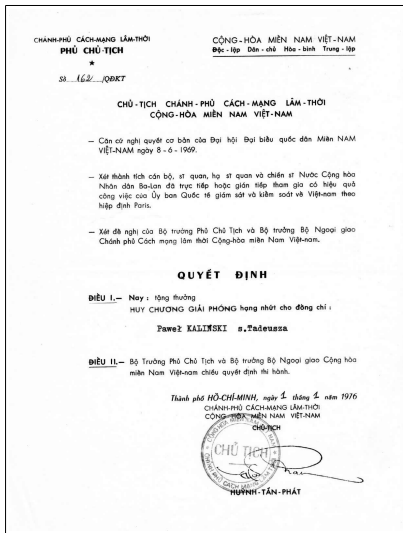 CHÁNH-PHỦ CÁCH-MẠNG LÂM-THỜI
PHỦ CHỦ-TỊCH
★
Số 162 /QĐKT
CỘNG-HÒA MIỀN NAM VIỆT-NAM
Độc-lập Dân-chủ Hòa-bình Trung-lập
CHỦ-TỊCH CHÁNH-PHỦ CÁCH-MẠNG LÂM-THỜI
CỘNG-HÒA MIỀN NAM VIỆT-NAM
— Căn cứ nghị quyết cơ bản của Đại hội Đại biểu quốc dân Miền NAM
VIỆT-NAM ngày 8-6-1969.
— Xét thành tích cán bộ, sĩ quan, hạ sĩ quan và chiến sĩ Nước Cộng hòa
Nhân dân Ba-Lan đã trực tiếp hoặc gián tiếp tham gia có hiệu quả
công việc của Ủy ban Quốc tế giám sát và kiểm soát về Việt-nam theo
hiệp định Paris.
— Xét đề nghị của Bộ trưởng Phủ Chủ Tịch và Bộ trưởng Bộ Ngoại giao
Chánh phủ Cách mạng lâm thời Cộng-hòa miền Nam Việt-nam.
QUYẾT ĐỊNH
ĐIỀU I.— Nay : tặng thưởng
HUY CHƯƠNG GIẢI PHÓNG hạng nhứt cho đồng chí :
Paweł KALIŃSKI s.Tadeusza
ĐIỀU II.— Bộ Trưởng Phủ Chủ Tịch và Bộ trưởng Bộ Ngoại giao Cộng hòa
miền Nam Việt-nam chiếu quyết định thi hành.
Thành phố HỒ-CHÍ-MINH, ngày 1 tháng 1 năm 1976
CHÁNH-PHỦ CÁCH-MẠNG LÂM-THỜI
CỘNG HÒA MIỀN NAM VIỆT-NAM
CHỦ-TỊCH
CHỦ TỊCH
HUỲNH-TẤN-PHÁT